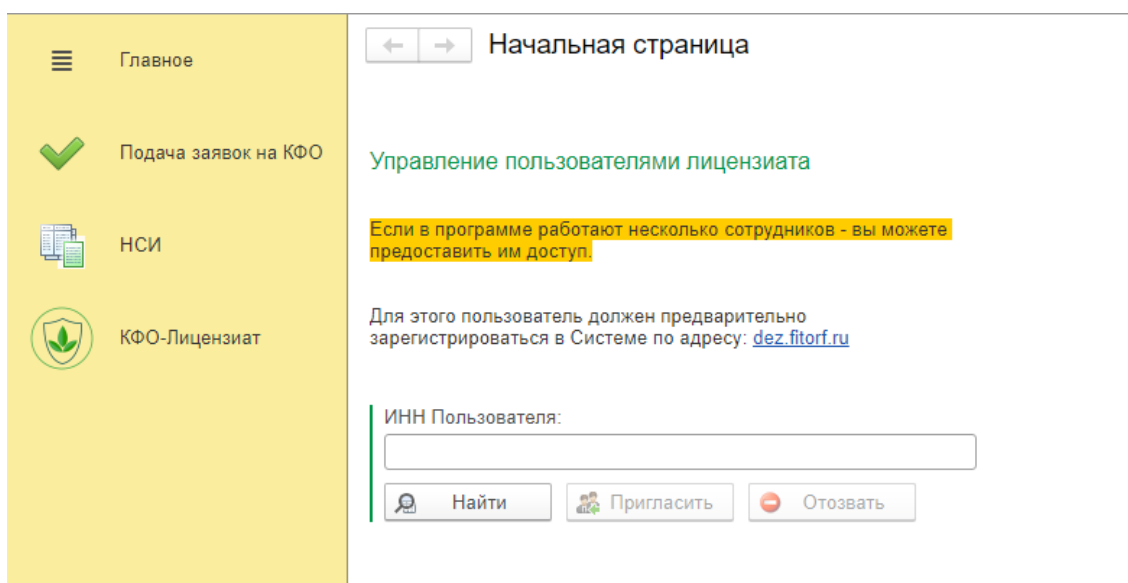 Главное
Подача заявок на КФО
НСИ
КФО-Лицензиат
Начальная страница
Управление пользователями лицензиата
Если в программе работают несколько сотрудников - вы можете
предоставить им доступ.
Для этого пользователь должен предварительно
зарегистрироваться в Системе по адресу: dez.fitorf.ru
ИНН Пользователя:
Найти
Пригласить
Отозвать